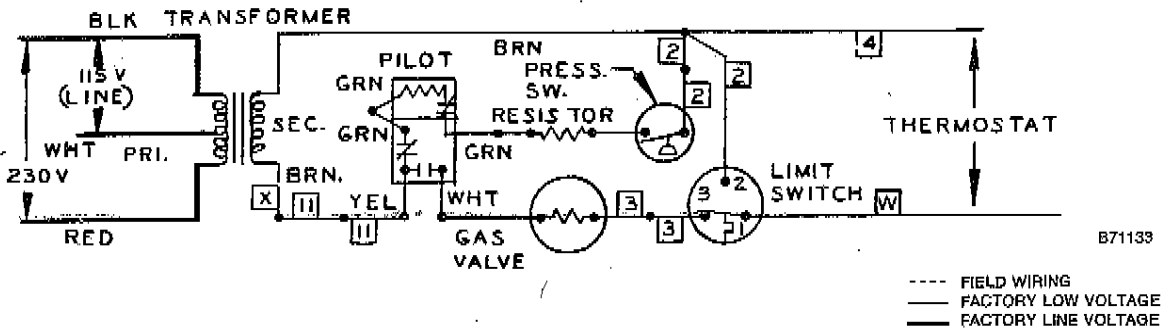 BLK TRANSFORMER
115 V
(LINE)
WHT
PRI.
230 V
RED
SEC.
BRN.
X
11
YEL
11
PILOT
GRN
GRN
GRN
WHT
BRN
PRESS.
SW.
RESISTOR
GAS
VALVE
2
2
2
4
3
3
3
2
1
LIMIT
SWITCH
W
THERMOSTAT
B71133
FIELD WIRING
FACTORY LOW VOLTAGE
FACTORY LINE VOLTAGE